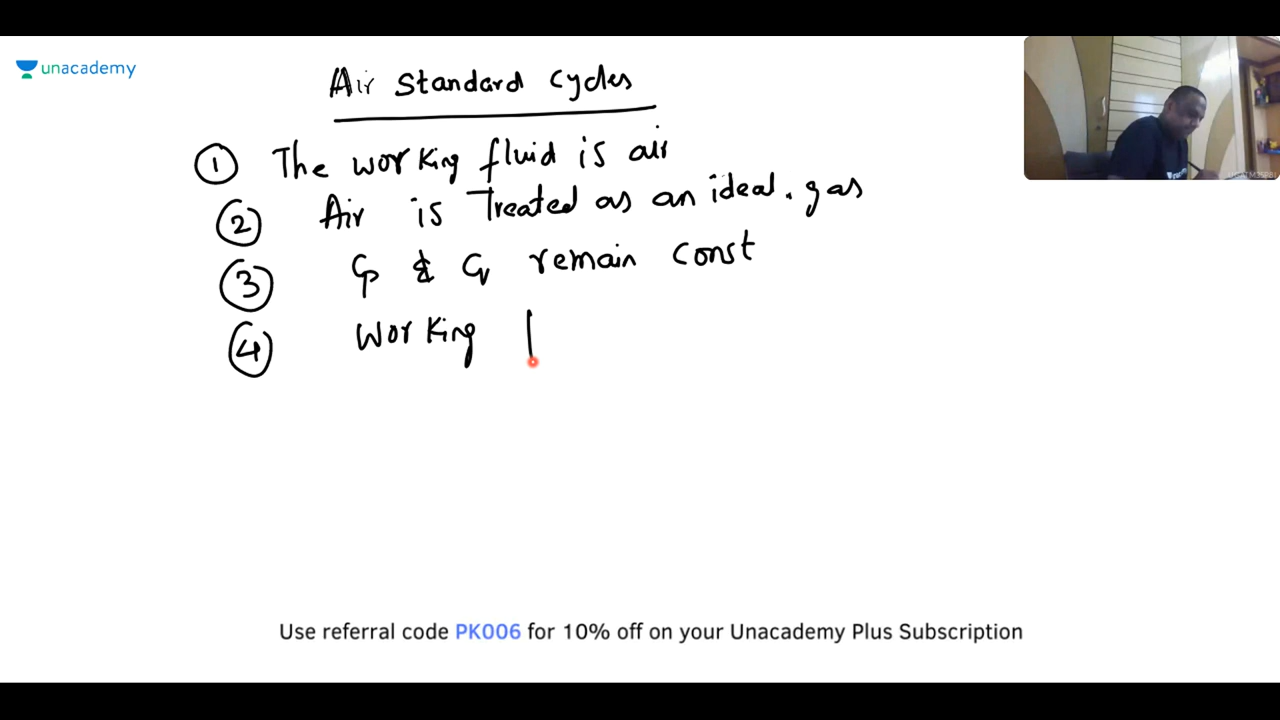 unacademy
Air Standard Cycles
① The working fluid is air
② Air is Treated as an ideal. gas
③ Cp & Cv remain const
④ Working
Use referral code PK006 for 10% off on your Unacademy Plus Subscription